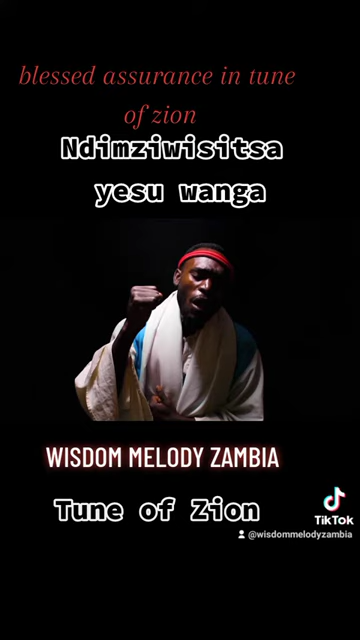 blessed assurance in tune
of zion
Ndimziwisitsa
yesu wanga
WISDOM MELODY ZAMBIA
Tune of Zion
TikTok
@wisdommelodyzambia